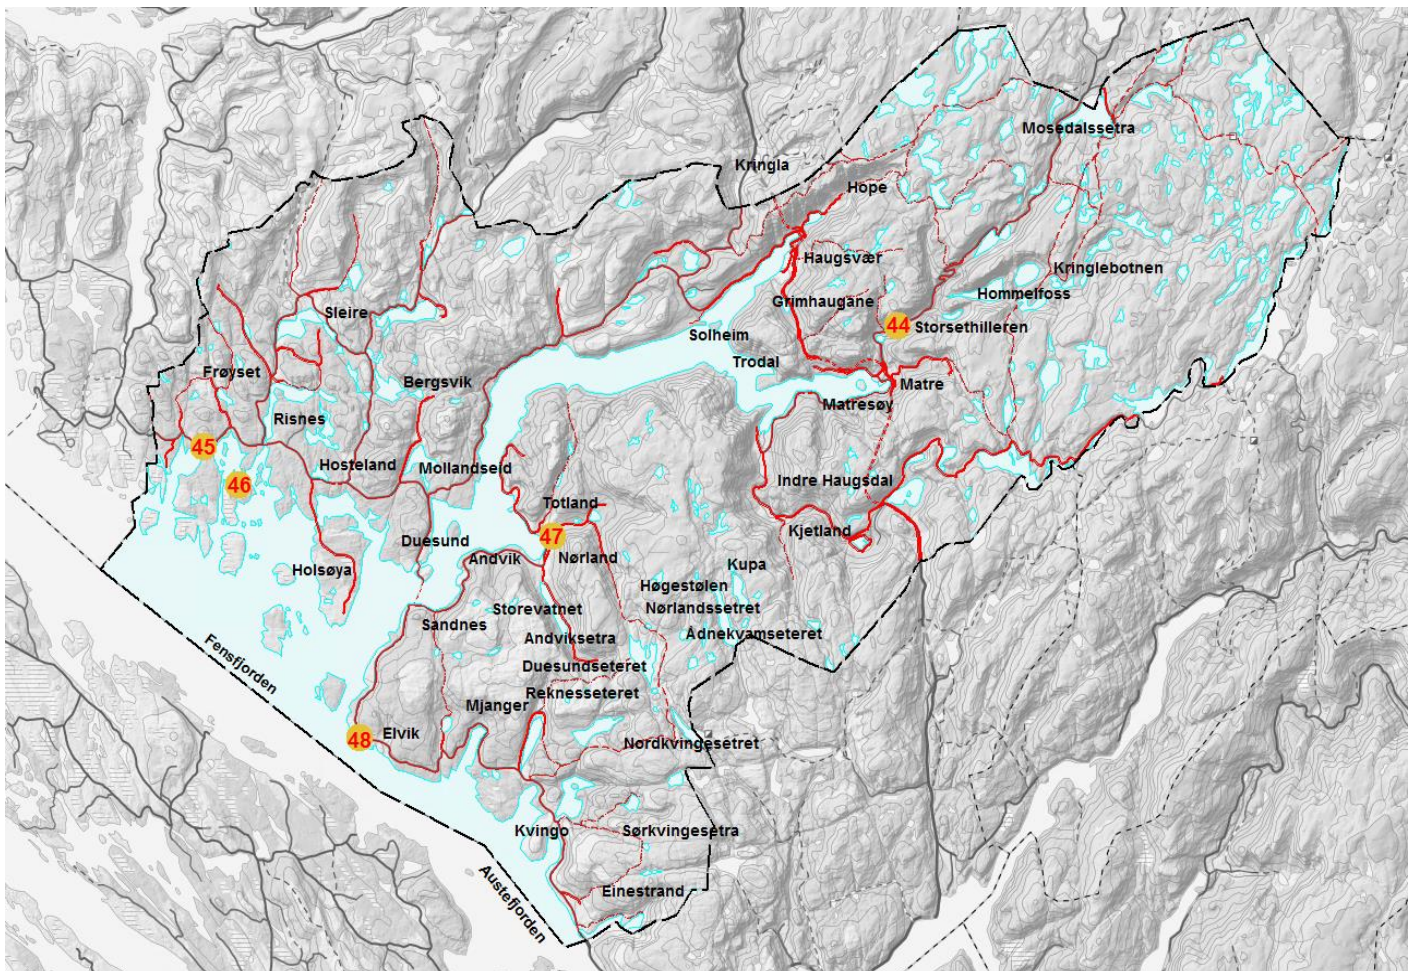 Mosedalssetra
Kringla
Hope
Haugsvær
Kringlebotnen
Grimhaugane
Hommelfoss
Sleire
44
Storsethilleren
Solheim
Trodal
Frøyset
Bergsvik
Matre
Matresøy
Risnes
45
Hosteland
Mollandseid
46
Indre Haugsdal
Totland
Kjetland
47
Duesund
Andvik
Nørland
Kupa
Holsøya
Høgestølen
Storevatnet
Nørlandssetret
Sandnes
Andviksetra
Ådnekvamseteret
Duesundseteret
Fensfjorden
Reknesseteret
Mjanger
48
Elvik
Nordkvingesetret
Kvingo
Sørkvingesetra
Einestrand
Austefjorden